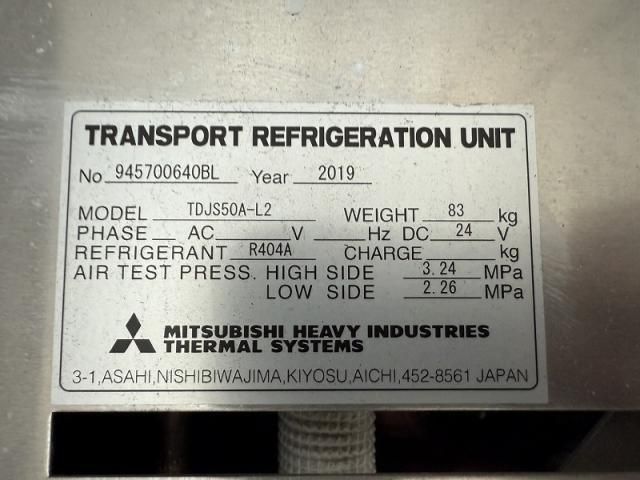 TRANSPORT REFRIGERATION UNIT
No 945700640BL Year 2019
MODEL TDJS50A-L2 WEIGHT 83 kg
PHASE AC V Hz DC 24 V
REFRIGERANT R404A CHARGE kg
AIR TEST PRESS. HIGH SIDE 3.24 MPa
LOW SIDE 2.26 MPa
MITSUBISHI HEAVY INDUSTRIES
THERMAL SYSTEMS
3-1,ASAHI,NISHIBIWAJIMA,KIYOSU,AICHI,452-8561 JAPAN